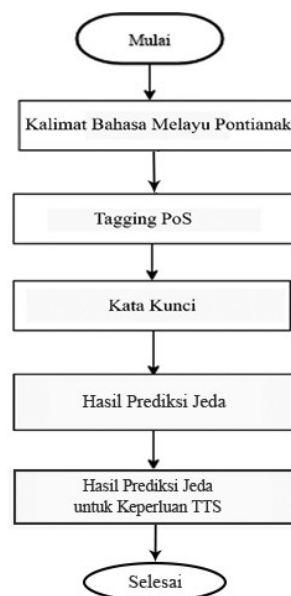 Mulai
Kalimat Bahasa Melayu Pontianak
Tagging PoS
Kata Kunci
Hasil Prediksi Jeda
Hasil Prediksi Jeda
untuk Keperluan TTS
Selesai